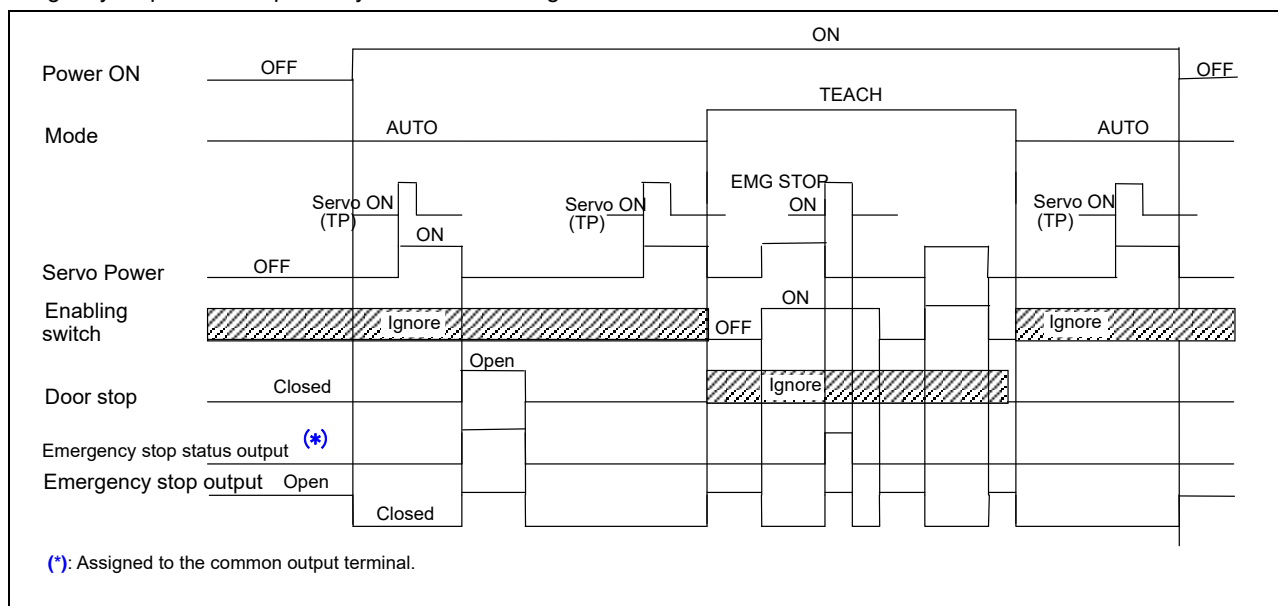 ON
Power ON OFF OFF
TEACH
Mode AUTO AUTO
EMG STOP
Servo ON Servo ON ON Servo ON
(TP) (TP) (TP)
ON
Servo Power OFF
Enabling ON
switch Ignore OFF Ignore
Open
Door stop Closed Ignore
Emergency stop status output (*)
Emergency stop output Open
Closed
(*): Assigned to the common output terminal.